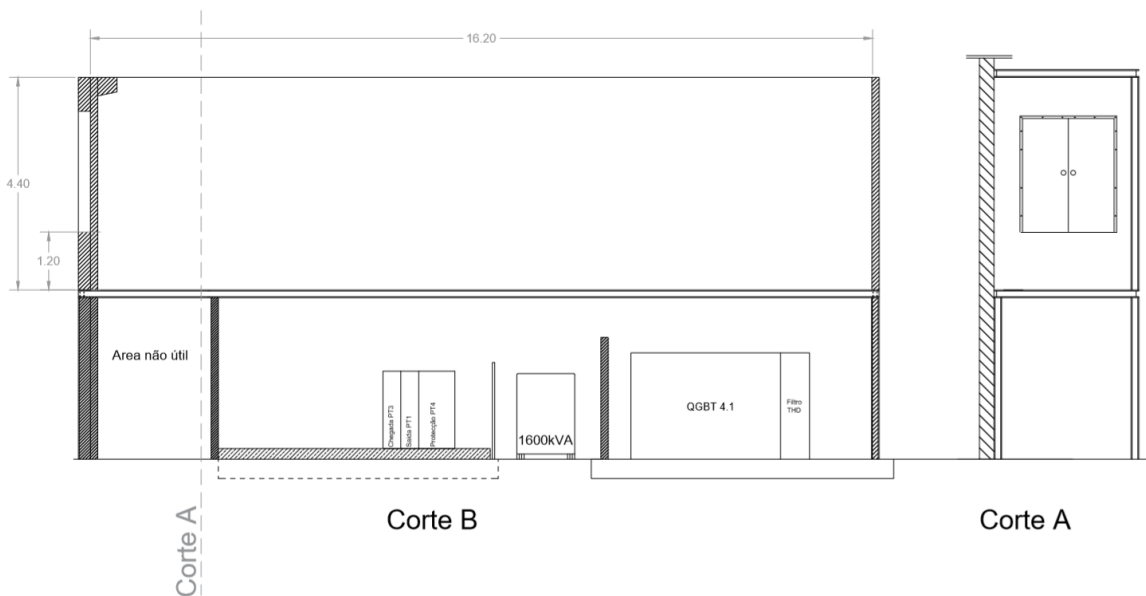 16.20
4.40
1.20
Area não útil
Chegada PT3
Saida PT1
Protecção PT4
1600kVA
QGBT 4.1
Filtro
THD
Corte A
Corte B
Corte A